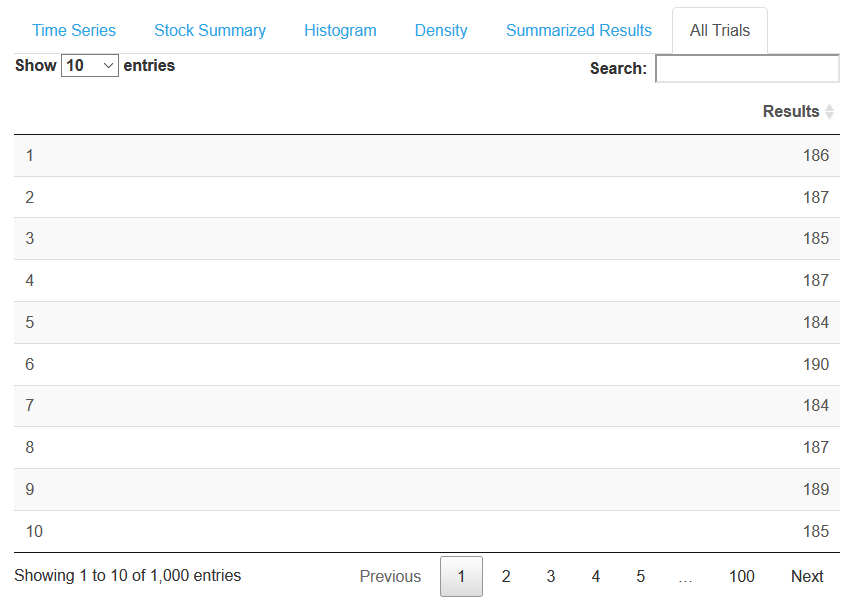 Time Series Stock Summary Histogram Density Summarized Results All Trials
Show 10 entries Search:
Results
1 186
2 187
3 185
4 187
5 184
6 190
7 184
8 187
9 189
10 185
Showing 1 to 10 of 1,000 entries Previous 1 2 3 4 5 … 100 Next